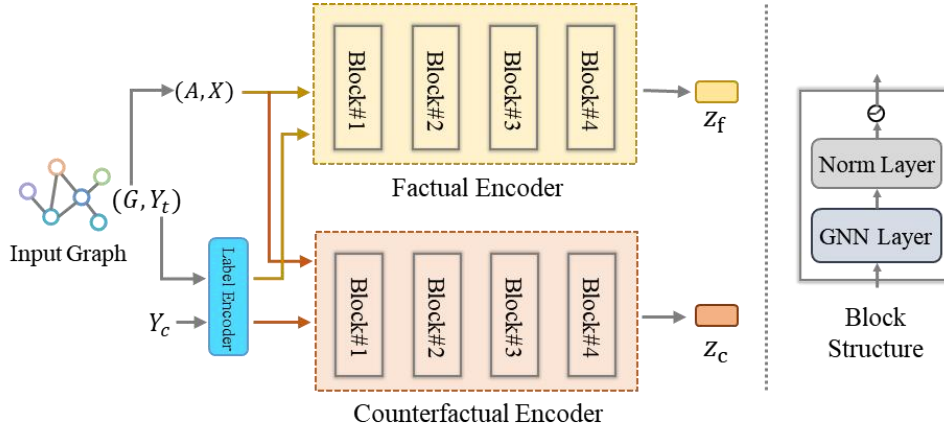 (A, X)
Block#1
Block#2
Block#3
Block#4
z_f
Factual Encoder
(G, Y_t)
Input Graph
Label Encoder
Y_c
Block#1
Block#2
Block#3
Block#4
z_c
Counterfactual Encoder
Norm Layer
GNN Layer
Block
Structure